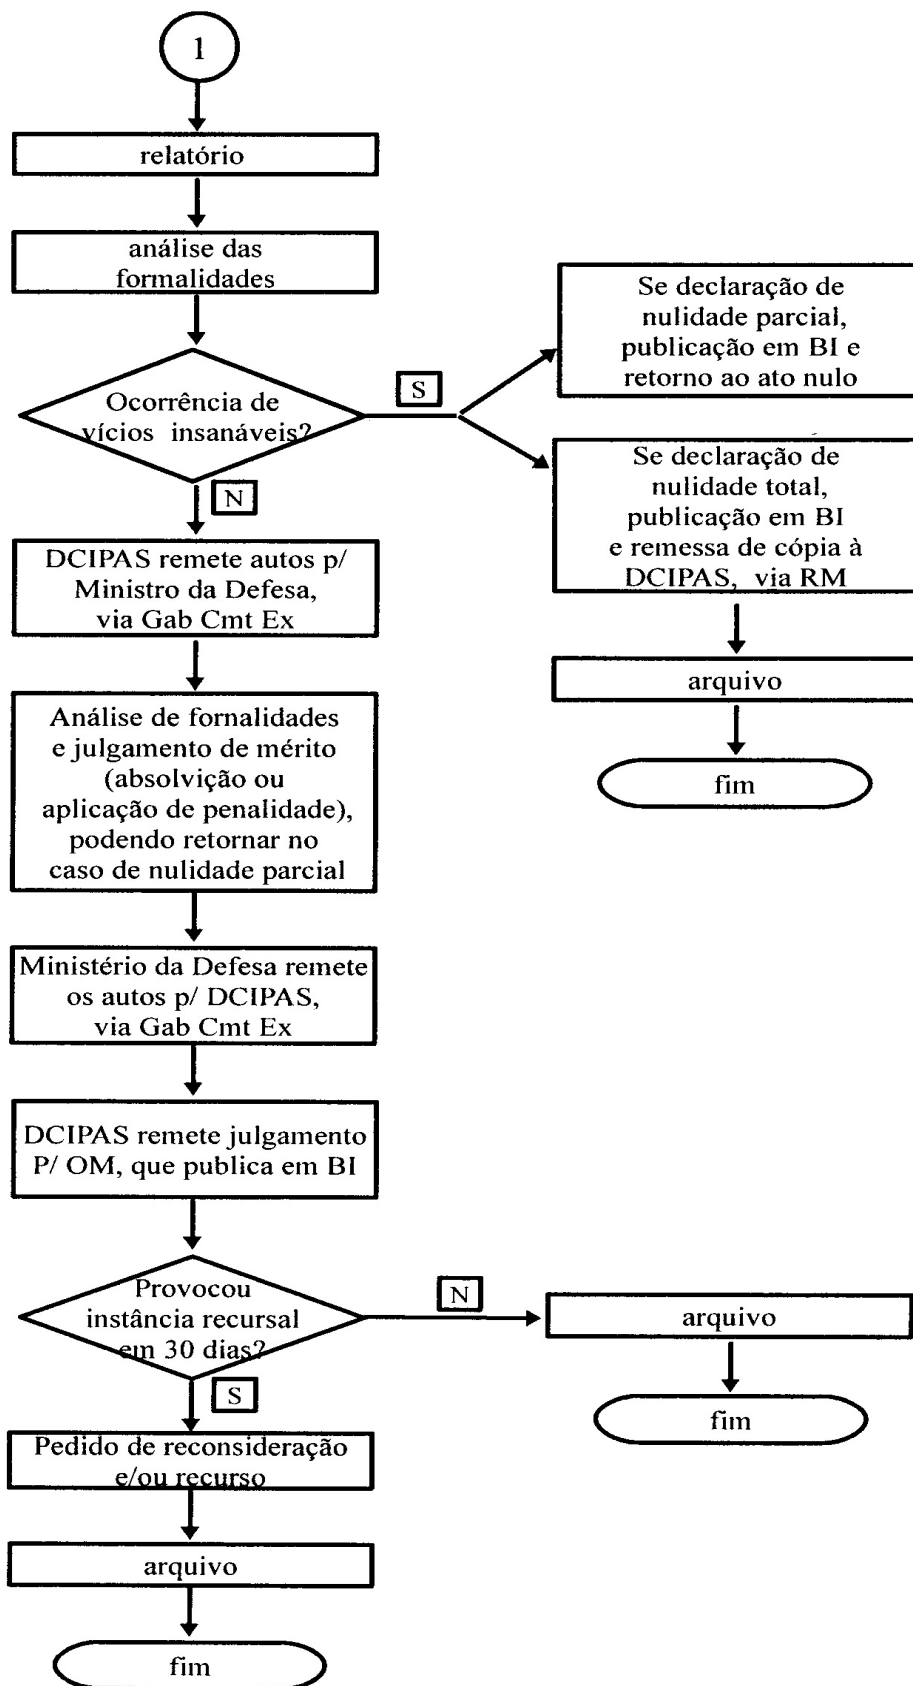 1
relatório
análise das
formalidades
Ocorrência de
vícios insanáveis?
S
Se declaração de
nulidade parcial,
publicação em BI e
retorno ao ato nulo
Se declaração de
nulidade total,
publicação em BI
e remessa de cópia à
DCIPAS, via RM
arquivo
fim
N
DCIPAS remete autos p/
Ministro da Defesa,
via Gab Cmt Ex
Análise de fornalidades
e julgamento de mérito
(absolvição ou
aplicação de penalidade),
podendo retornar no
caso de nulidade parcial
Ministério da Defesa remete
os autos p/ DCIPAS,
via Gab Cmt Ex
DCIPAS remete julgamento
P/ OM, que publica em BI
Provocou
instância recursal
em 30 dias?
N
arquivo
fim
S
Pedido de reconsideração
e/ou recurso
arquivo
fim